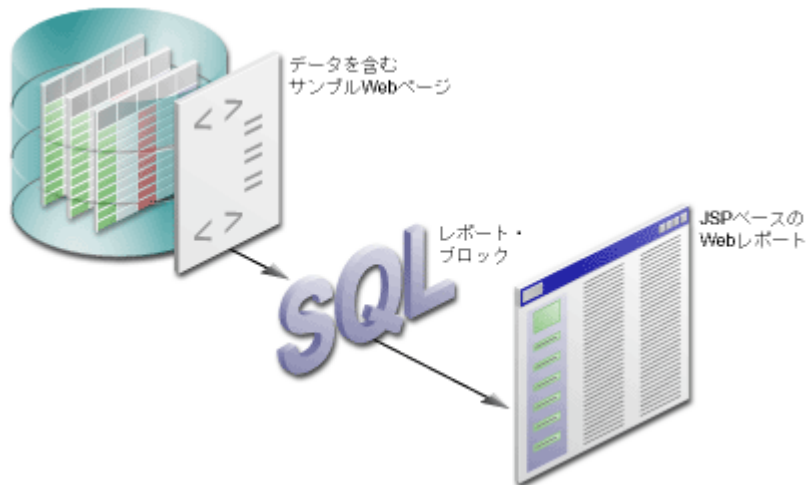 データを含む
サンプルWebページ
< > =
=
=
< >
レポート・
ブロック
SQL
JSPベースの
Webレポート